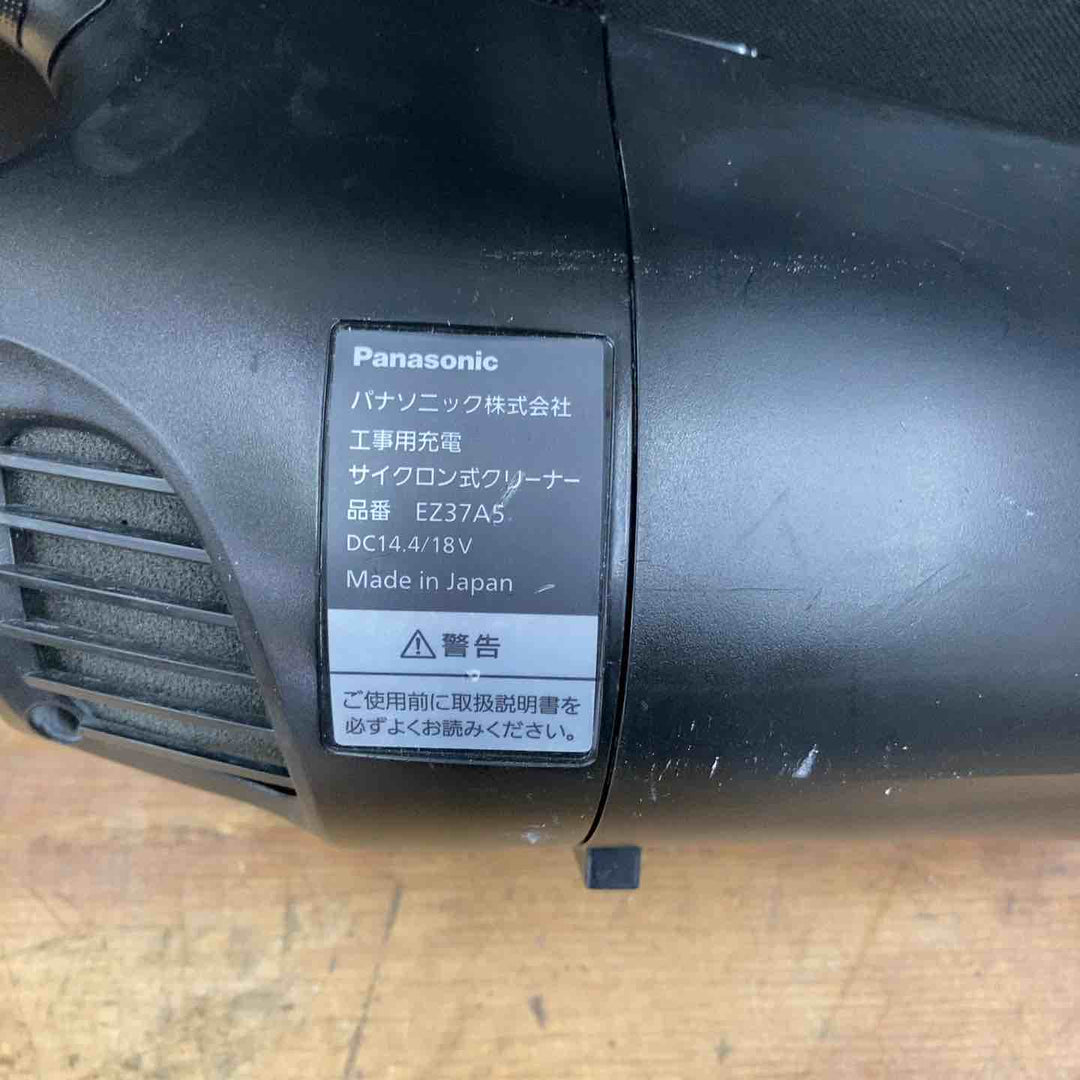 Panasonic
パナソニック株式会社
工事用充電
サイクロン式クリーナー
品番 EZ37A5
DC14.4/18V
Made in Japan
⚠警告
ご使用前に取扱説明書を
必ずよくお読みください。